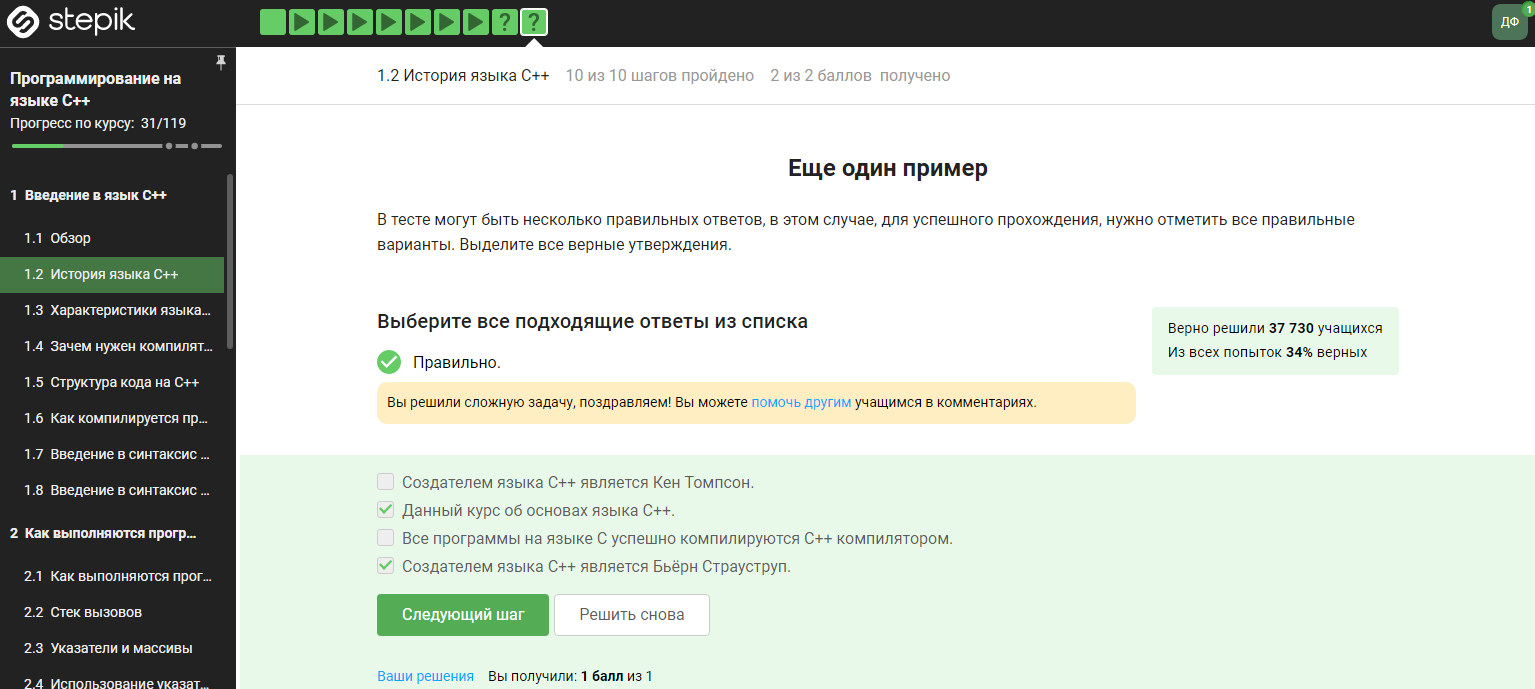 stepik
?
?
ДФ
1
Программирование на
языке C++
Прогресс по курсу: 31/119
1 Введение в язык C++
1.1 Обзор
1.2 История языка C++
1.3 Характеристики языка...
1.4 Зачем нужен компилят...
1.5 Структура кода на C++
1.6 Как компилируется пр...
1.7 Введение в синтаксис ...
1.8 Введение в синтаксис ...
2 Как выполняются прогр...
2.1 Как выполняются прог...
2.2 Стек вызовов
2.3 Указатели и массивы
2.4 Использование указат...
1.2 История языка C++ 10 из 10 шагов пройдено 2 из 2 баллов получено
Еще один пример
В тесте могут быть несколько правильных ответов, в этом случае, для успешного прохождения, нужно отметить все правильные
варианты. Выделите все верные утверждения.
Выберите все подходящие ответы из списка
Верно решили 37 730 учащихся
Из всех попыток 34% верных
Правильно.
Вы решили сложную задачу, поздравляем! Вы можете помочь другим учащимся в комментариях.
Создателем языка C++ является Кен Томпсон.
Данный курс об основах языка C++.
Все программы на языке C успешно компилируются C++ компилятором.
Создателем языка C++ является Бьёрн Страуструп.
Следующий шаг
Решить снова
Ваши решения Вы получили: 1 балл из 1